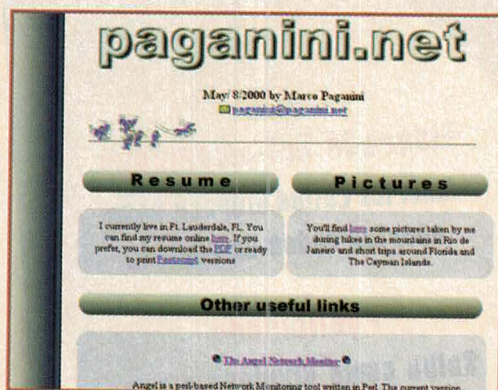 paganini.net
May/ 8/2000 by Marco Paganini
paganini@paganini.net
Resume
Pictures
I currently live in Ft. Lauderdale, FL. You
can find my resume online here. If you
prefer, you can download the PDF or ready
to print Postscript versions
You'll find here some pictures taken by me
during hikes in the mountains in Rio de
Janeiro and short trips around Florida and
The Cayman Islands.
Other useful links
The Angel Network Monitor
Angel is a perl-based Network Monitoring tool written in Perl. The current version